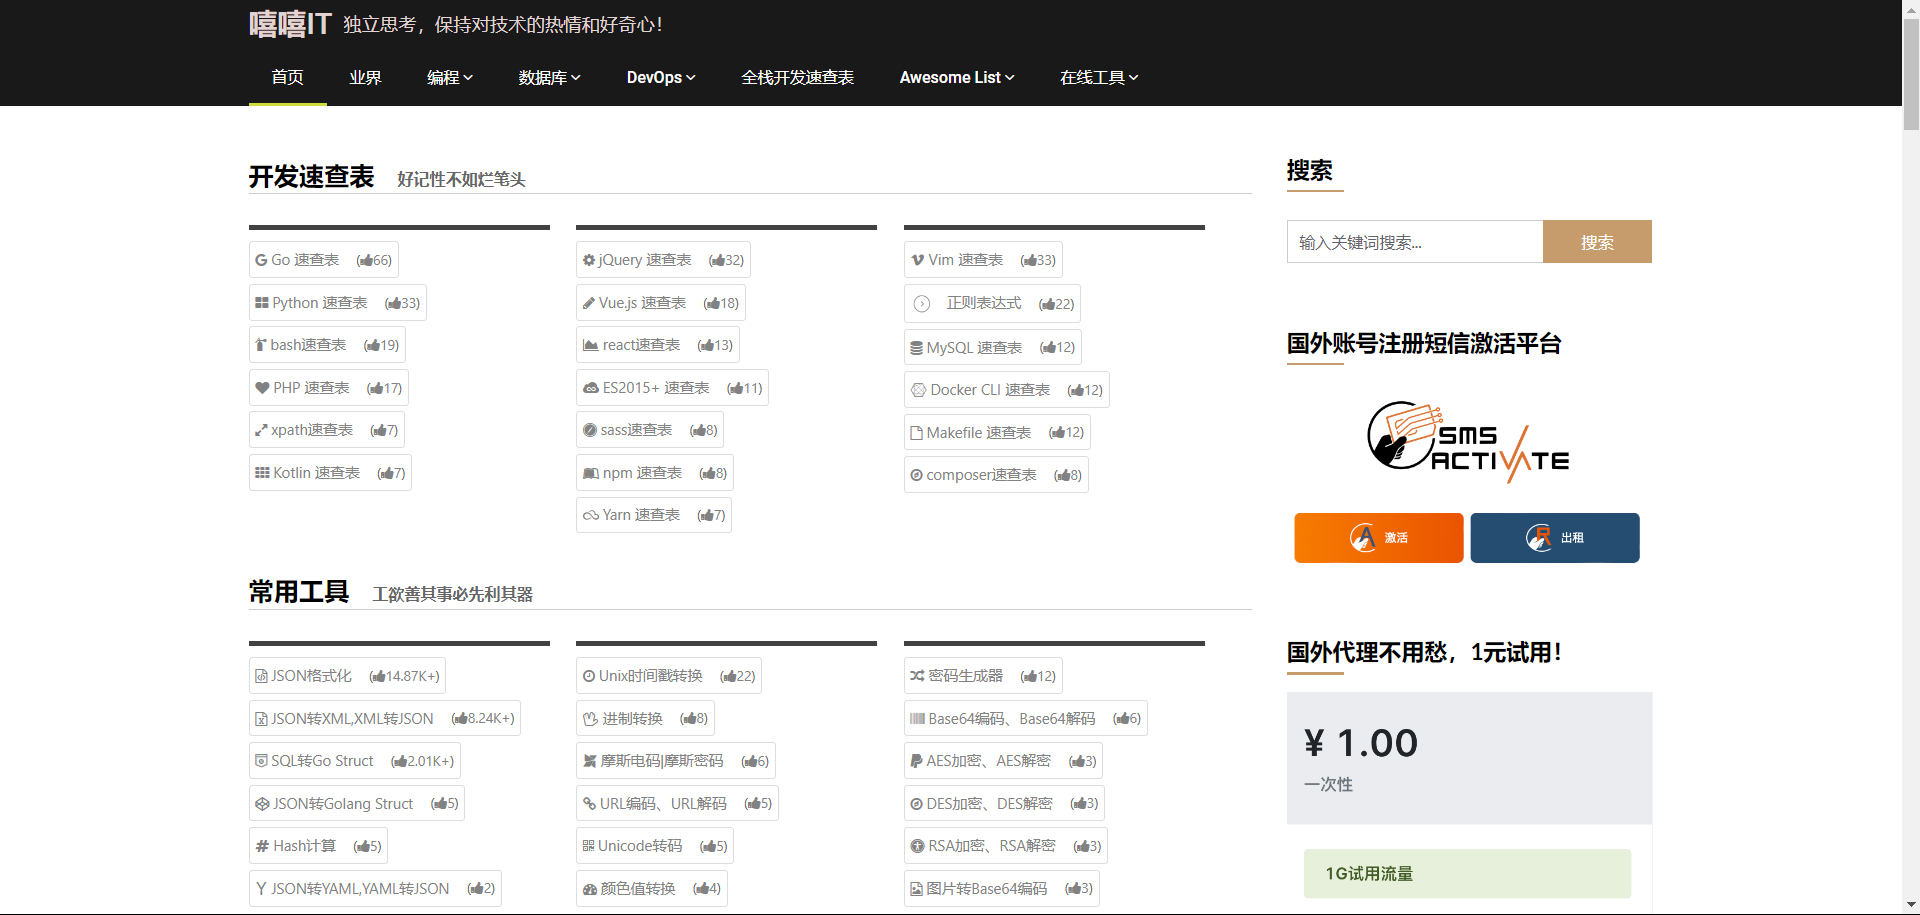 嘻嘻IT 独立思考，保持对技术的热情和好奇心！
首页 业界 编程 数据库 DevOps 全栈开发速查表 Awesome List 在线工具
开发速查表 好记性不如烂笔头
Go 速查表 (66)
Python 速查表 (33)
bash速查表 (19)
PHP 速查表 (17)
xpath速查表 (7)
Kotlin 速查表 (7)
jQuery 速查表 (32)
Vue.js 速查表 (18)
react速查表 (13)
ES2015+ 速查表 (11)
sass速查表 (8)
npm 速查表 (8)
Yarn 速查表 (7)
Vim 速查表 (33)
正则表达式 (22)
MySQL 速查表 (12)
Docker CLI 速查表 (12)
Makefile 速查表 (12)
composer速查表 (8)
常用工具 工欲善其事必先利其器
JSON格式化 (14.87K+)
JSON转XML,XML转JSON (8.24K+)
SQL转Go Struct (2.01K+)
JSON转Golang Struct (5)
Hash计算 (5)
JSON转YAML,YAML转JSON (2)
Unix时间戳转换 (22)
进制转换 (8)
摩斯电码|摩斯密码 (6)
URL编码、URL解码 (5)
Unicode转码 (5)
颜色值转换 (4)
密码生成器 (12)
Base64编码、Base64解码 (6)
AES加密、AES解密 (3)
DES加密、DES解密 (3)
RSA加密、RSA解密 (3)
图片转Base64编码 (3)
搜索
输入关键词搜索... 搜索
国外账号注册短信激活平台
SMS
ACTIVATE
A 激活 R 出租
国外代理不用愁，1元试用！
¥ 1.00
一次性
1G试用流量